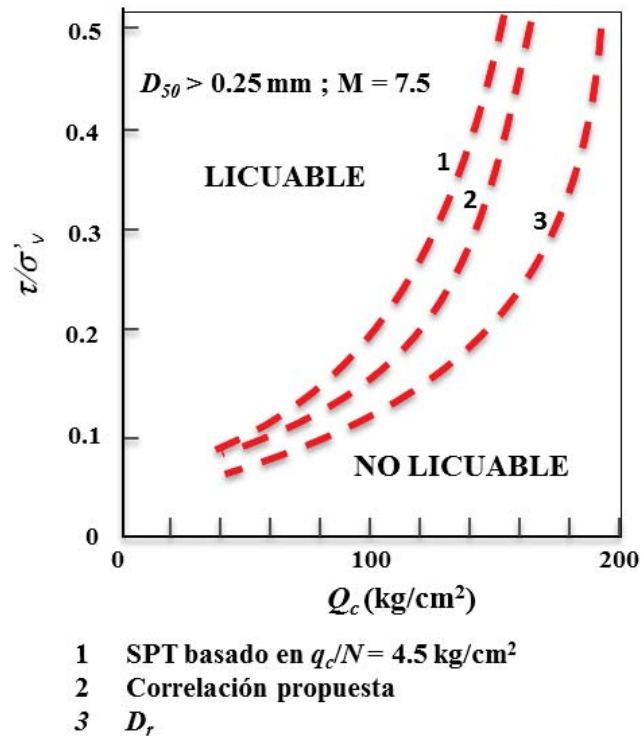 0.5
D50 > 0.25 mm ; M = 7.5
0.4
1
LICUABLE
2
0.3
3
τ/σ'v
0.2
0.1
NO LICUABLE
0
0 100 200
Qc (kg/cm²)
1 SPT basado en qc/N = 4.5 kg/cm²
2 Correlación propuesta
3 Dr